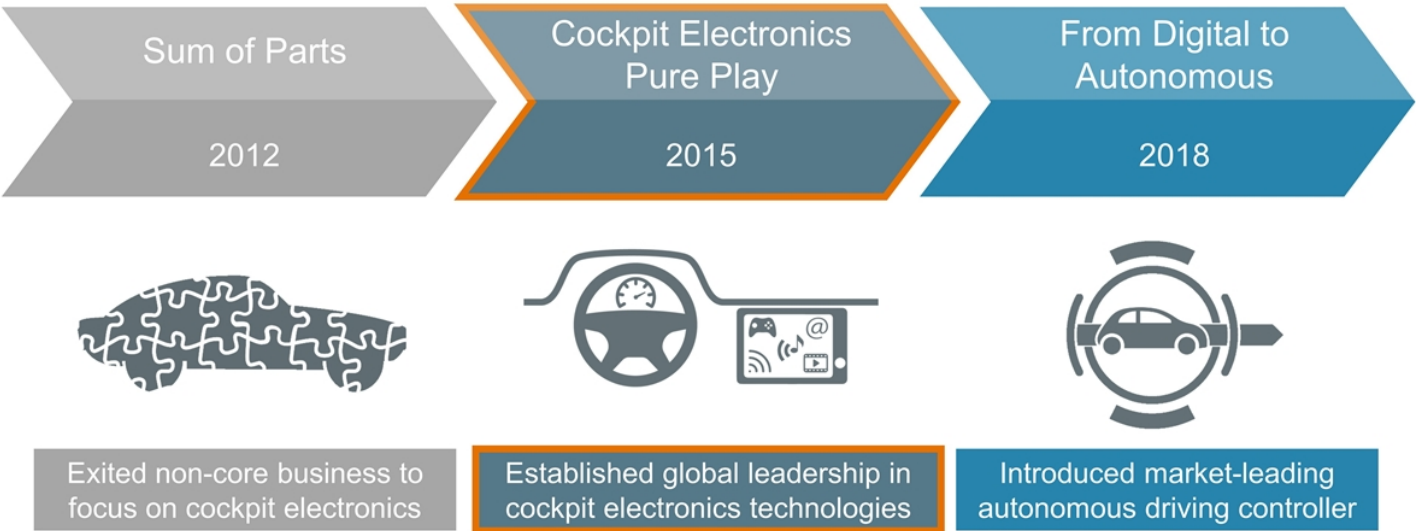 Sum of Parts
2012
Cockpit Electronics
Pure Play
2015
From Digital to
Autonomous
2018
@
Exited non-core business to
focus on cockpit electronics
Established global leadership in
cockpit electronics technologies
Introduced market-leading
autonomous driving controller